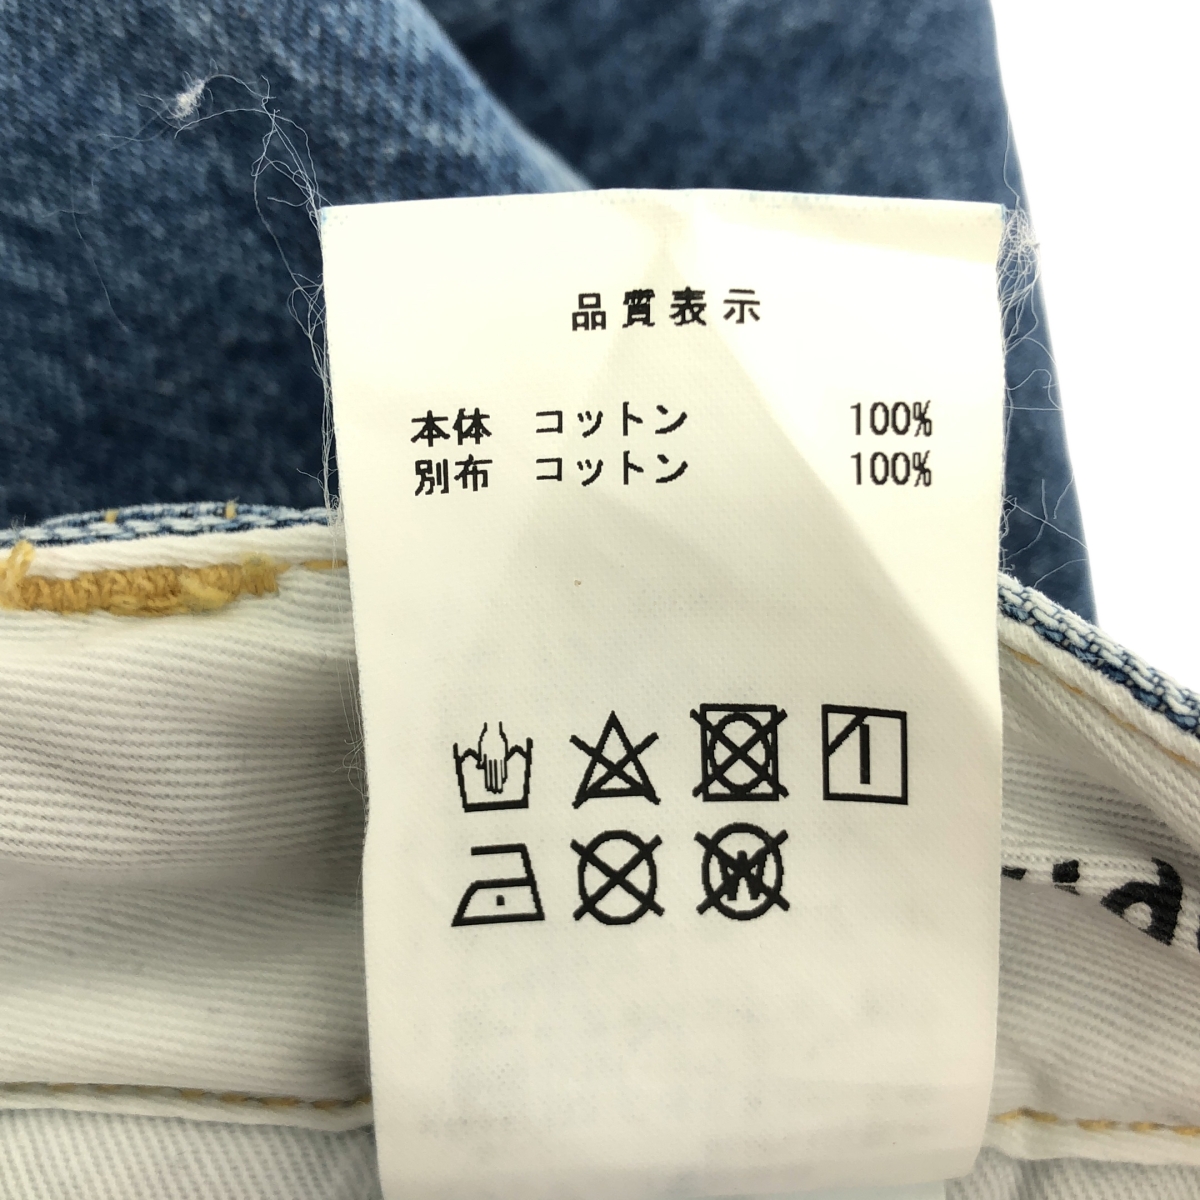 品質表示
本体 コットン 100%
別布 コットン 100%